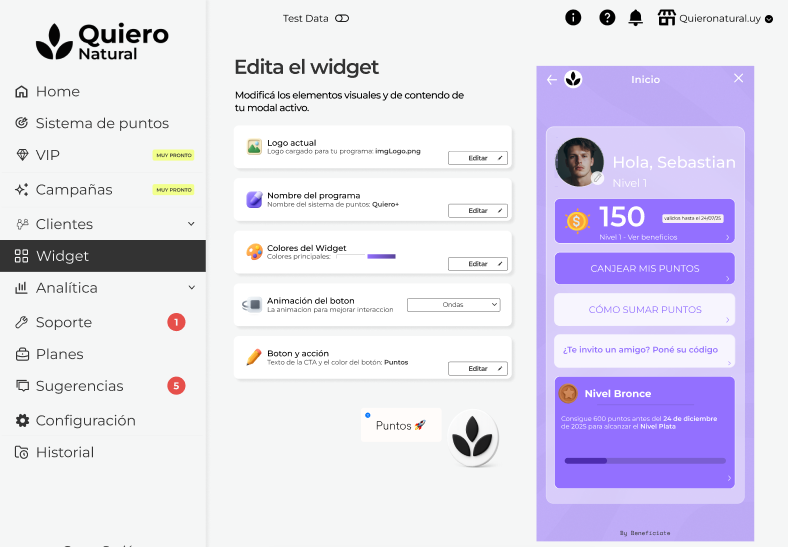 Quiero
Natural
Test Data
Quieronatural.uy
Home
Sistema de puntos
VIP
MUY PRONTO
Campañas
MUY PRONTO
Clientes
Widget
Analítica
Soporte
1
Planes
Sugerencias
5
Configuración
Historial
Edita el widget
Modificá los elementos visuales y de contendo de
tu modal activo.
Logo actual
Logo cargado para tu programa: imgLogo.png
Editar
Nombre del programa
Nombre del sistema de puntos: Quiero+
Editar
Colores del Widget
Colores principales:
Editar
Animación del boton
La animacion para mejorar interaccion
Ondas
Boton y acción
Texto de la CTA y el color del botón: Puntos
Editar
Puntos 🚀
Inicio
Hola, Sebastian
Nivel 1
150
validos hasta el 24/07/25
Nivel 1 - Ver beneficios
CANJEAR MIS PUNTOS
CÓMO SUMAR PUNTOS
¿Te invito un amigo? Poné su código
Nivel Bronce
Consigue 600 puntos antes del 24 de diciembre
de 2025 para alcanzar el Nivel Plata
By Beneficiate